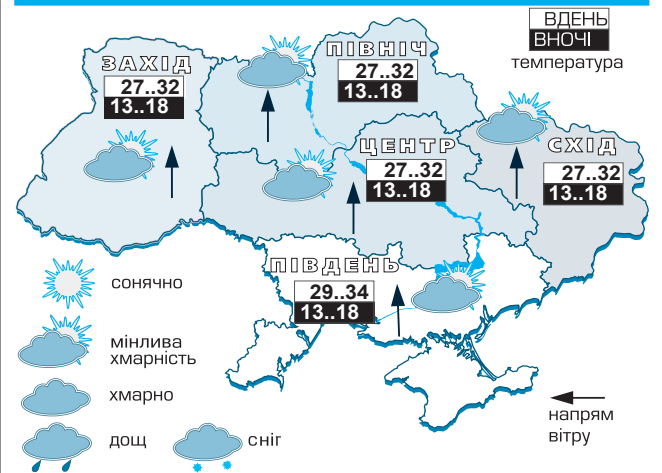 ВДЕНЬ
ВНОЧІ
температура
ЗАХІД
27..32
13..18
ПІВНІЧ
27..32
13..18
ЦЕНТР
27..32
13..18
СХІД
27..32
13..18
ПІВДЕНЬ
29..34
13..18
сонячно
мінлива
хмарність
хмарно
дощ
сніг
напрям
вітру